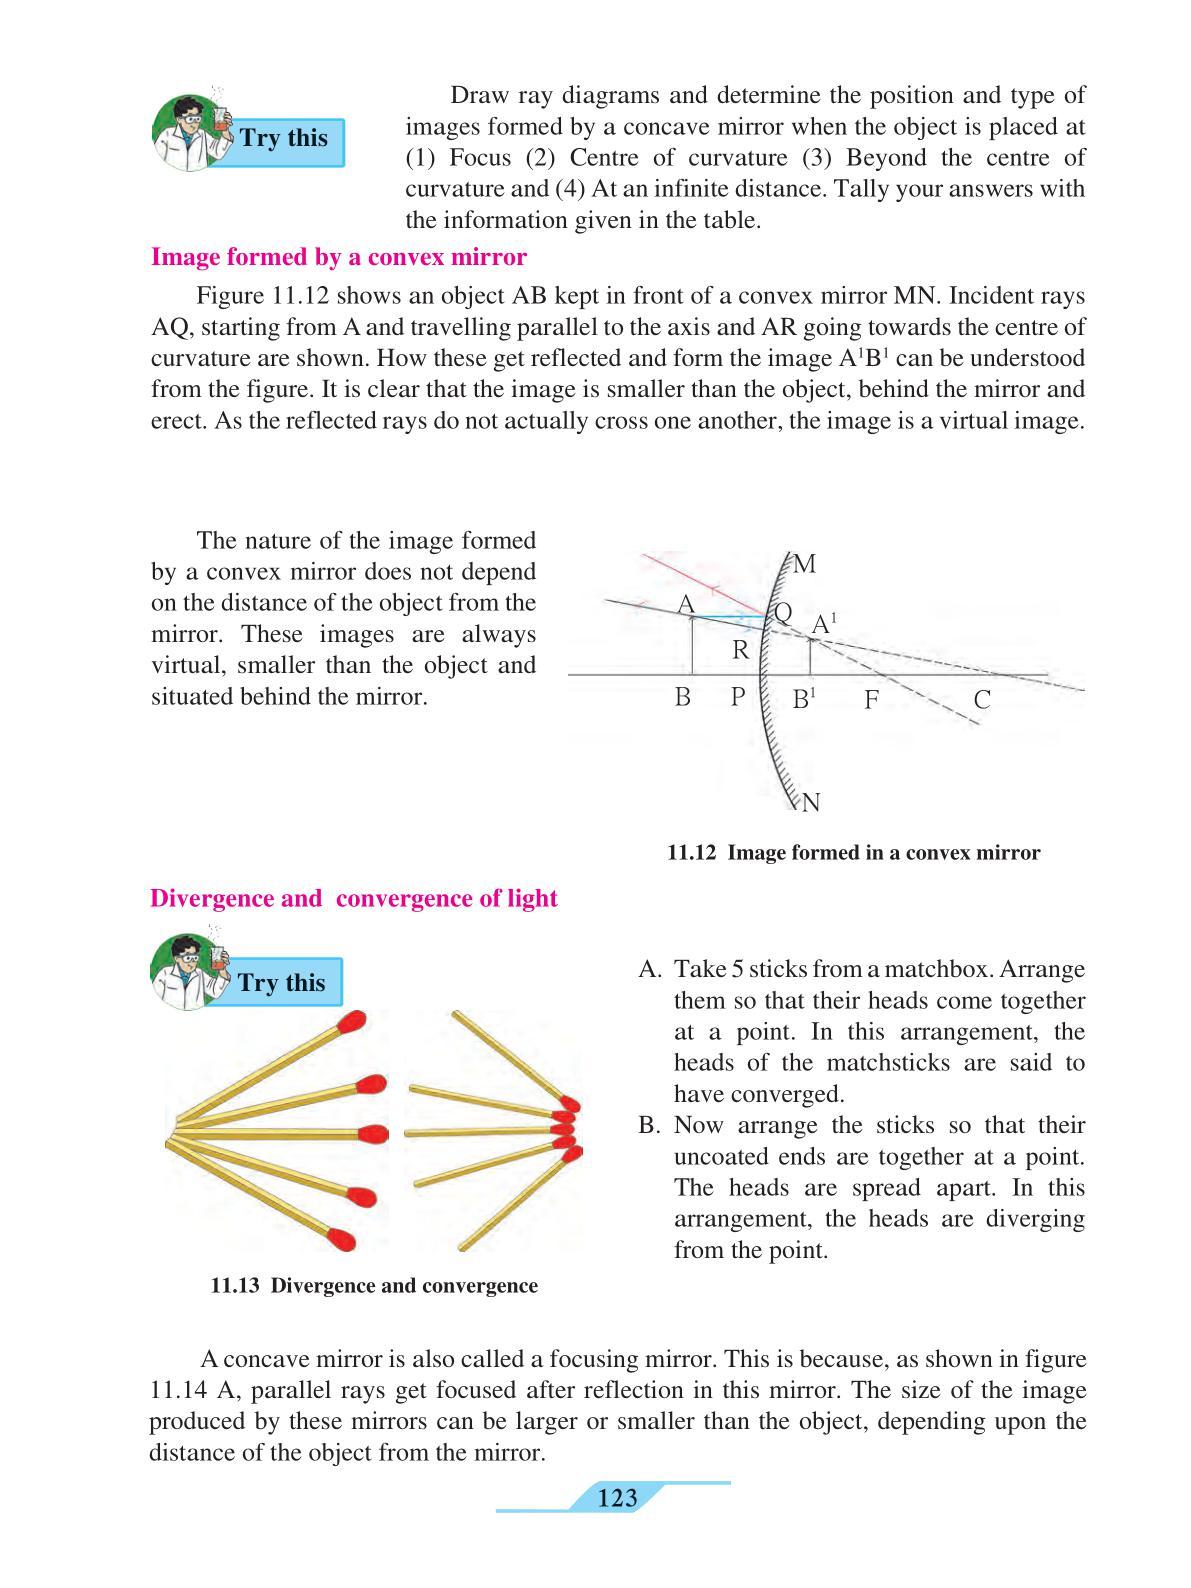 Try this
Draw ray diagrams and determine the position and type of
images formed by a concave mirror when the object is placed at
(1) Focus (2) Centre of curvature (3) Beyond the centre of
curvature and (4) At an infinite distance. Tally your answers with
the information given in the table.
Image formed by a convex mirror
Figure 11.12 shows an object AB kept in front of a convex mirror MN. Incident rays
AQ, starting from A and travelling parallel to the axis and AR going towards the centre of
curvature are shown. How these get reflected and form the image A¹B¹ can be understood
from the figure. It is clear that the image is smaller than the object, behind the mirror and
erect. As the reflected rays do not actually cross one another, the image is a virtual image.
The nature of the image formed
by a convex mirror does not depend
on the distance of the object from the
mirror. These images are always
virtual, smaller than the object and
situated behind the mirror.
M
A
Q
A¹
R
B P B¹ F C
N
11.12 Image formed in a convex mirror
Divergence and convergence of light
Try this
A. Take 5 sticks from a matchbox. Arrange
them so that their heads come together
at a point. In this arrangement, the
heads of the matchsticks are said to
have converged.
B. Now arrange the sticks so that their
uncoated ends are together at a point.
The heads are spread apart. In this
arrangement, the heads are diverging
from the point.
11.13 Divergence and convergence
A concave mirror is also called a focusing mirror. This is because, as shown in figure
11.14 A, parallel rays get focused after reflection in this mirror. The size of the image
produced by these mirrors can be larger or smaller than the object, depending upon the
distance of the object from the mirror.
123